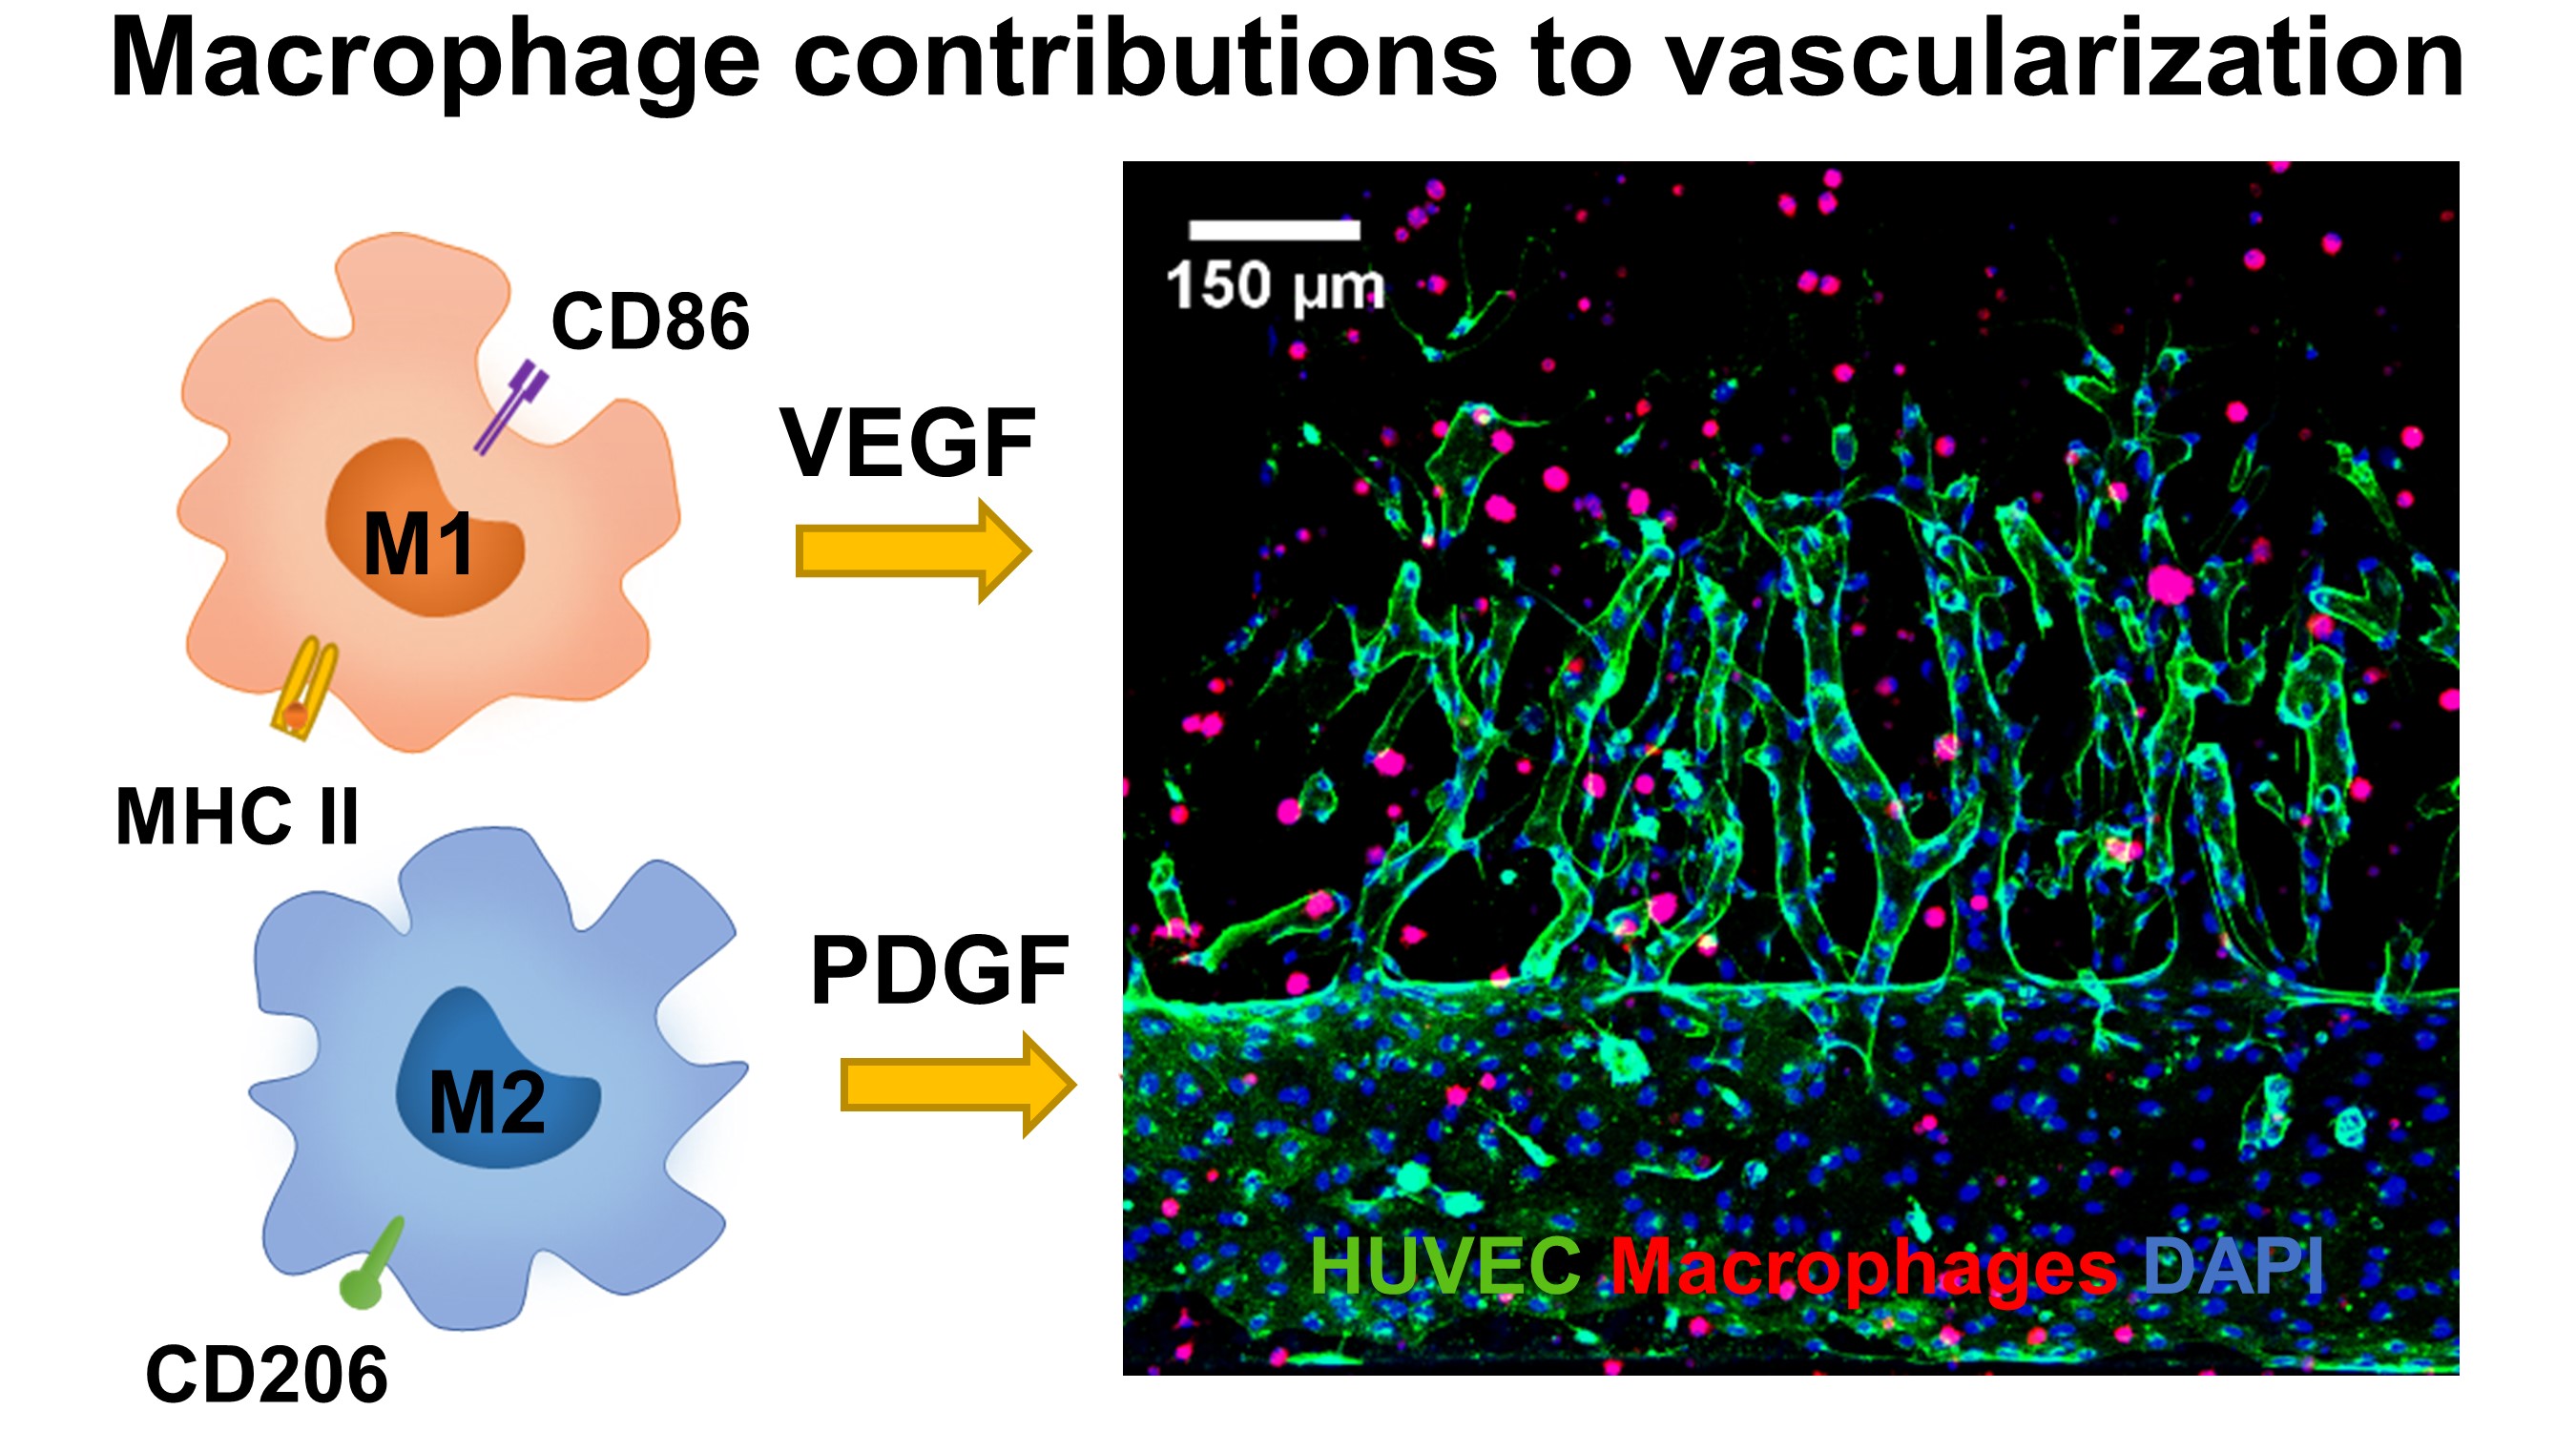 Macrophage contributions to vascularization
CD86
M1
MHC II
VEGF
M2
CD206
PDGF
150 µm
HUVEC Macrophages DAPI